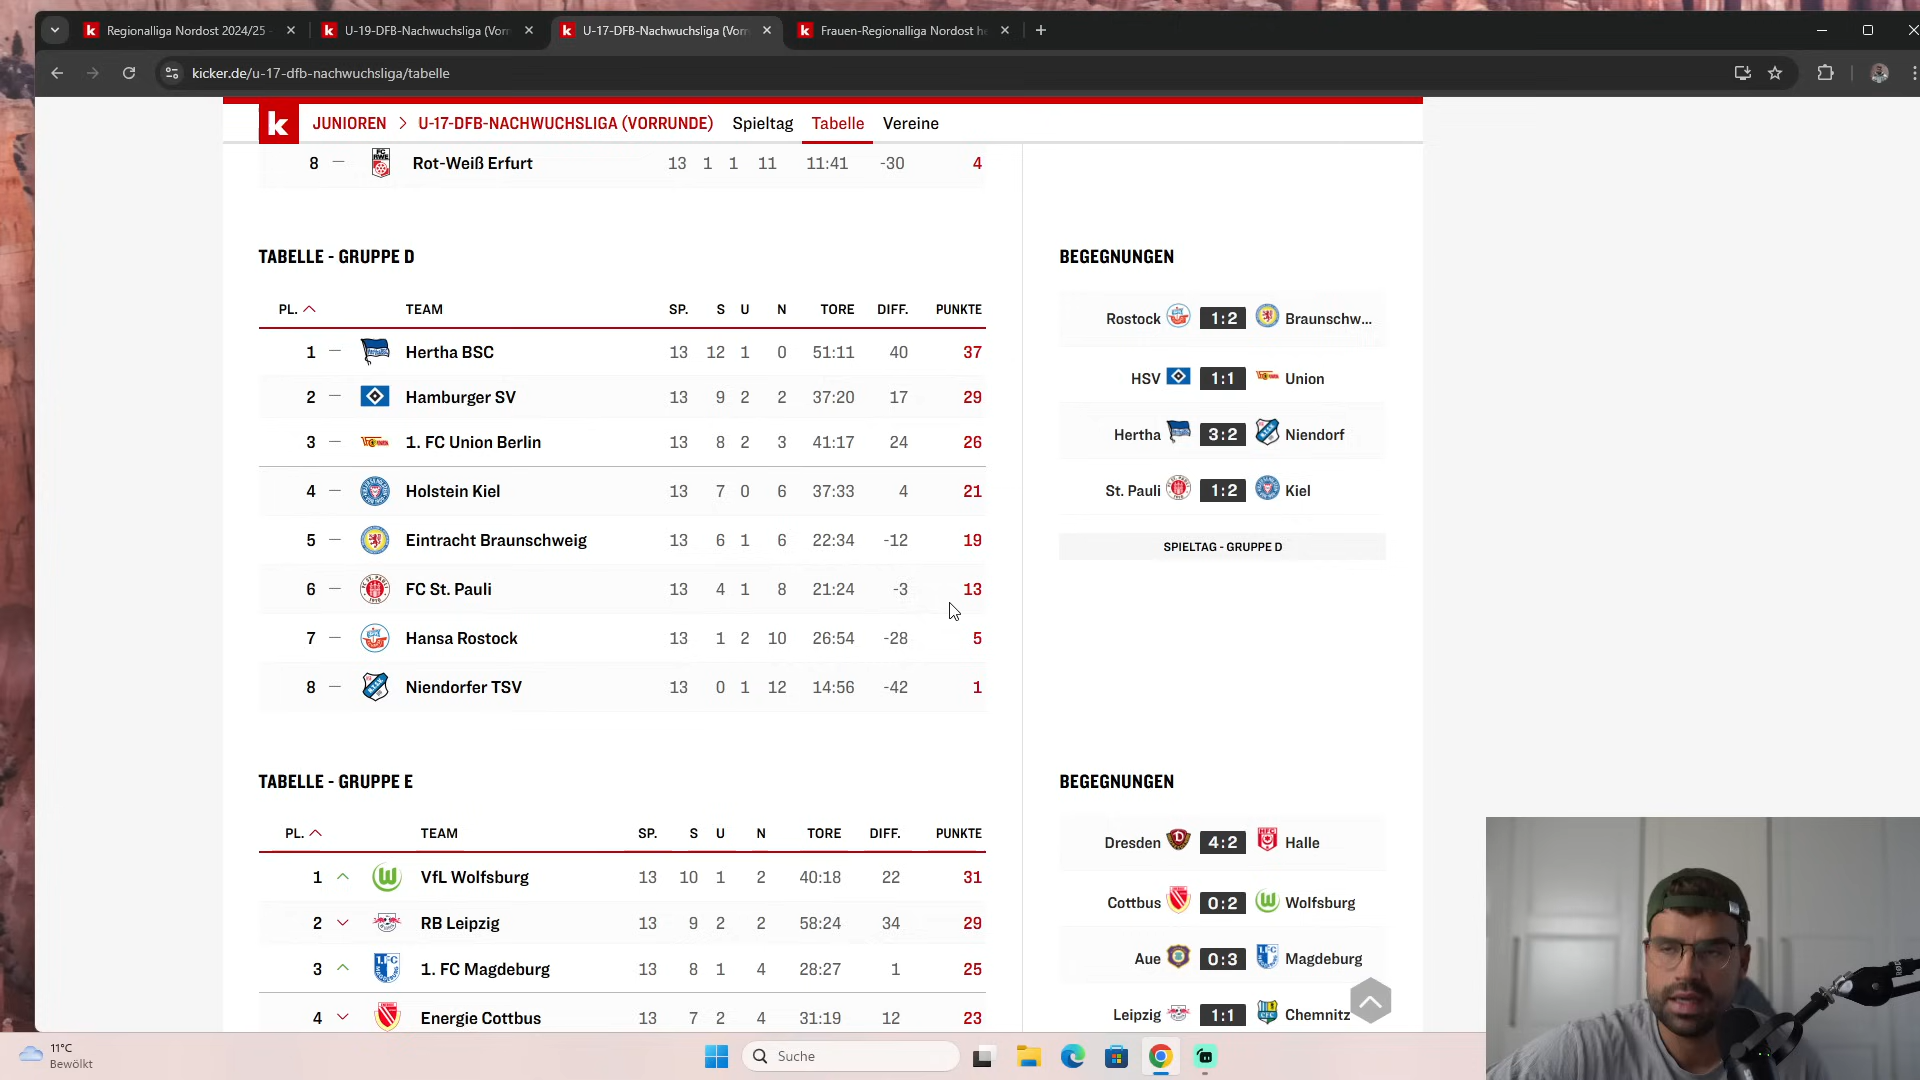 Regionalliga Nordost 2024/25 -
U-19-DFB-Nachwuchsliga (Vorr
U-17-DFB-Nachwuchsliga (Vorr
Frauen-Regionalliga Nordost he
kicker.de/u-17-dfb-nachwuchsliga/tabelle
k JUNIOREN > U-17-DFB-NACHWUCHSLIGA (VORRUNDE) Spieltag Tabelle Vereine
8 — Rot-Weiß Erfurt 13 1 1 11 11:41 -30 4
TABELLE - GRUPPE D
PL. TEAM SP. S U N TORE DIFF. PUNKTE
1 — Hertha BSC 13 12 1 0 51:11 40 37
2 — Hamburger SV 13 9 2 2 37:20 17 29
3 — 1. FC Union Berlin 13 8 2 3 41:17 24 26
4 — Holstein Kiel 13 7 0 6 37:33 4 21
5 — Eintracht Braunschweig 13 6 1 6 22:34 -12 19
6 — FC St. Pauli 13 4 1 8 21:24 -3 13
7 — Hansa Rostock 13 1 2 10 26:54 -28 5
8 — Niendorfer TSV 13 0 1 12 14:56 -42 1
BEGEGNUNGEN
Rostock 1:2 Braunschw...
HSV 1:1 Union
Hertha 3:2 Niendorf
St. Pauli 1:2 Kiel
SPIELTAG - GRUPPE D
TABELLE - GRUPPE E
PL. TEAM SP. S U N TORE DIFF. PUNKTE
1 VfL Wolfsburg 13 10 1 2 40:18 22 31
2 RB Leipzig 13 9 2 2 58:24 34 29
3 1. FC Magdeburg 13 8 1 4 28:27 1 25
4 Energie Cottbus 13 7 2 4 31:19 12 23
BEGEGNUNGEN
Dresden 4:2 Halle
Cottbus 0:2 Wolfsburg
Aue 0:3 Magdeburg
Leipzig 1:1 Chemnitz
11°C
Bewölkt
Suche